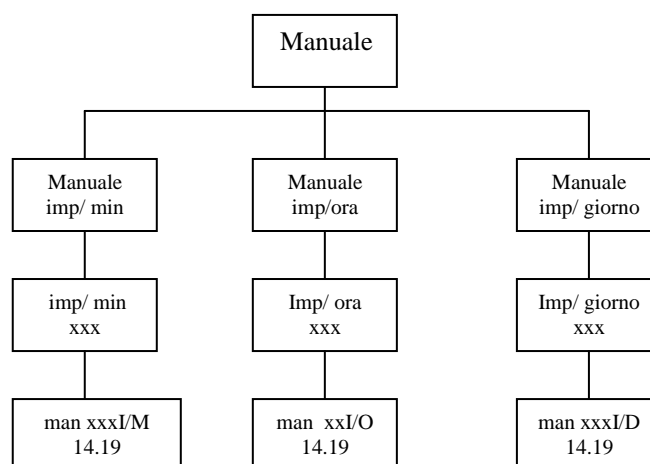 Manuale
Manuale
imp/ min
Manuale
imp/ora
Manuale
imp/ giorno
imp/ min
xxx
Imp/ ora
xxx
Imp/ giorno
xxx
man xxxI/M
14.19
man xxI/O
14.19
man xxxI/D
14.19